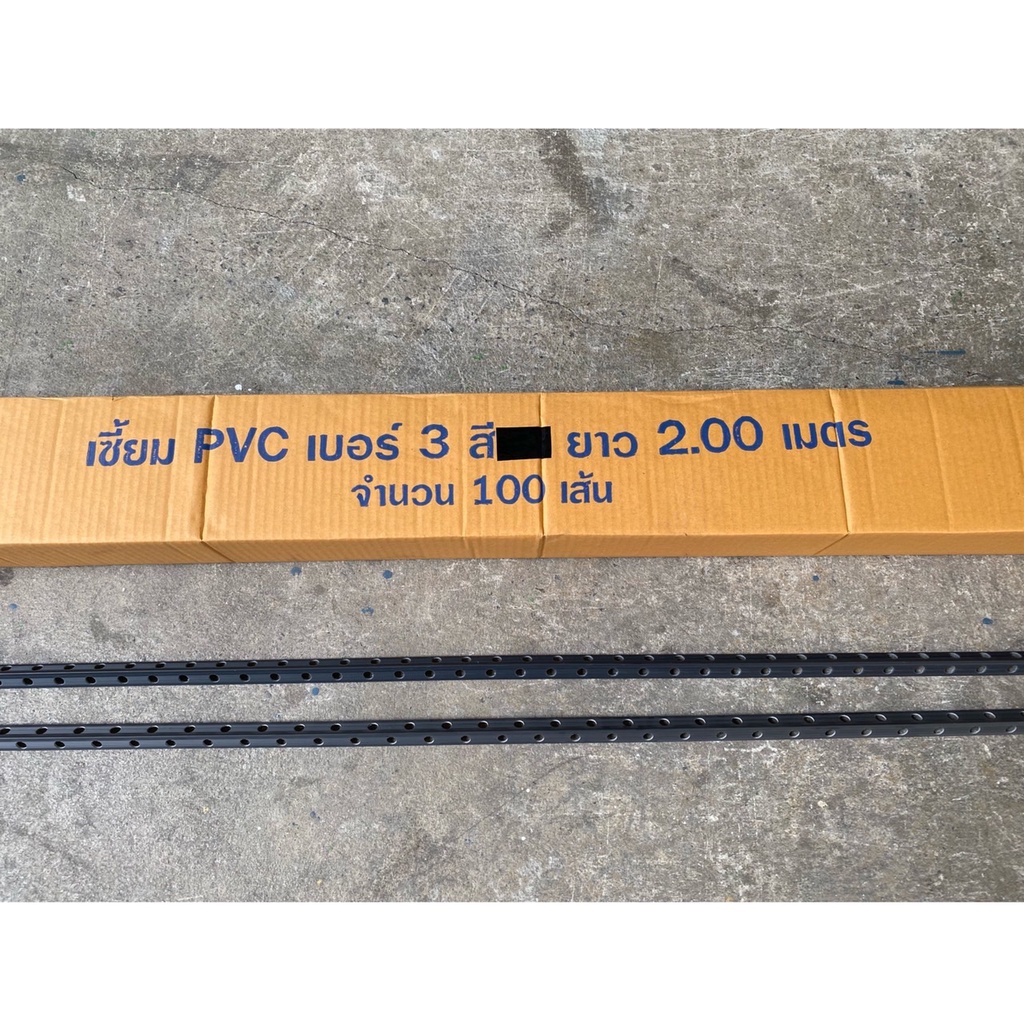 เซี้ยม PVC เบอร์ 3 สี ยาว 2.00 เมตร
จำนวน 100 เส้น